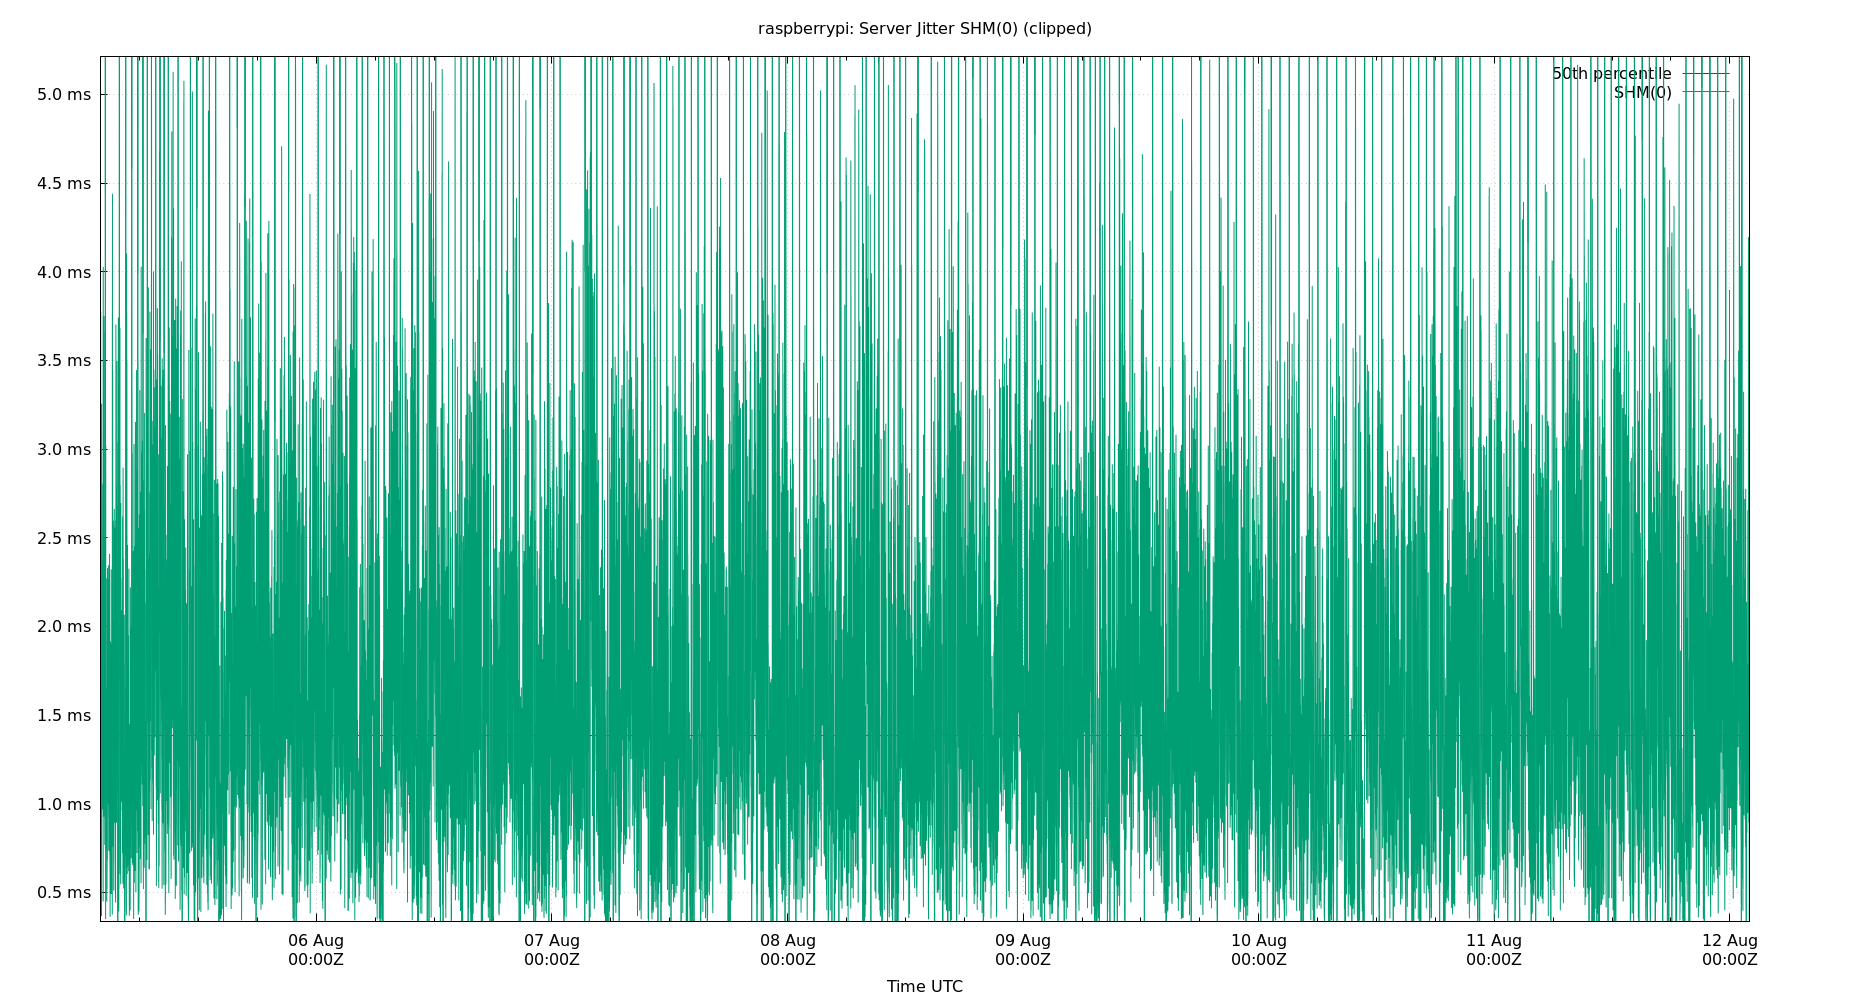 raspberrypi: Server Jitter SHM(0) (clipped)
50th percentile
SHM(0)
5.0 ms
4.5 ms
4.0 ms
3.5 ms
3.0 ms
2.5 ms
2.0 ms
1.5 ms
1.0 ms
0.5 ms
06 Aug 07 Aug 08 Aug 09 Aug 10 Aug 11 Aug 12 Aug
00:00Z 00:00Z 00:00Z 00:00Z 00:00Z 00:00Z 00:00Z
Time UTC